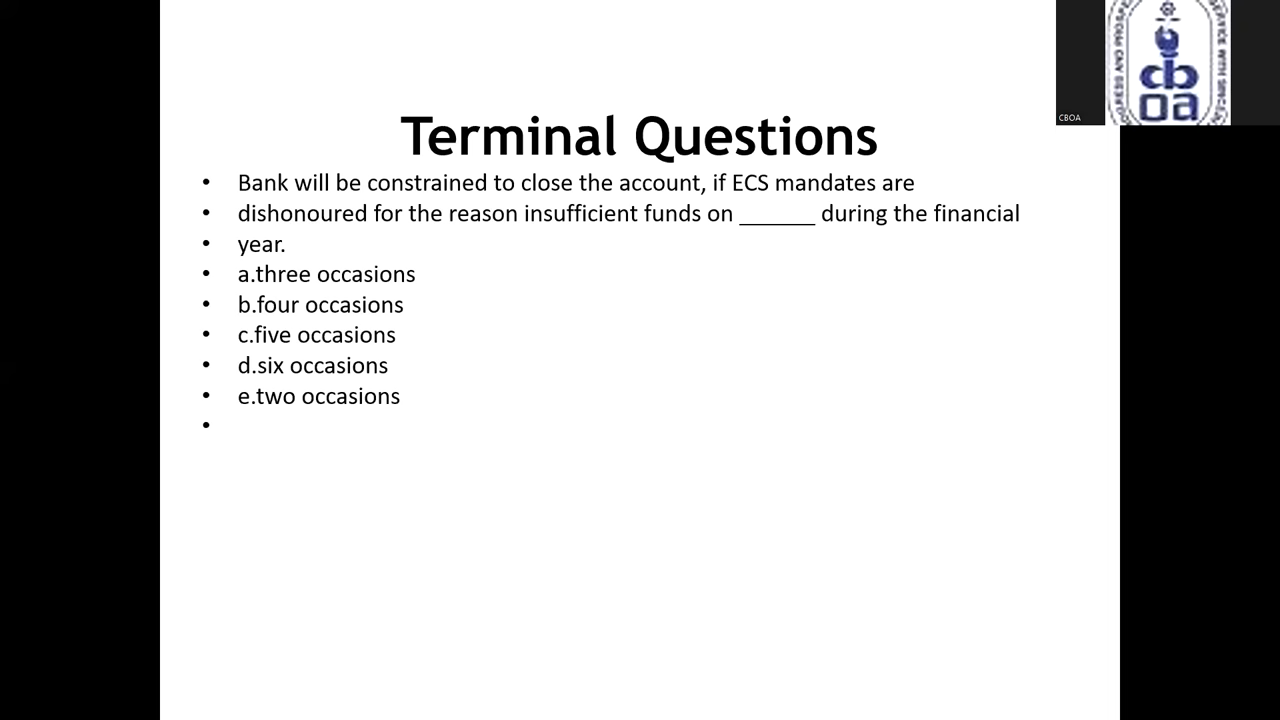 CBOA
cb
oa
Terminal Questions
• Bank will be constrained to close the account, if ECS mandates are
• dishonoured for the reason insufficient funds on ______ during the financial
• year.
• a.three occasions
• b.four occasions
• c.five occasions
• d.six occasions
• e.two occasions
•